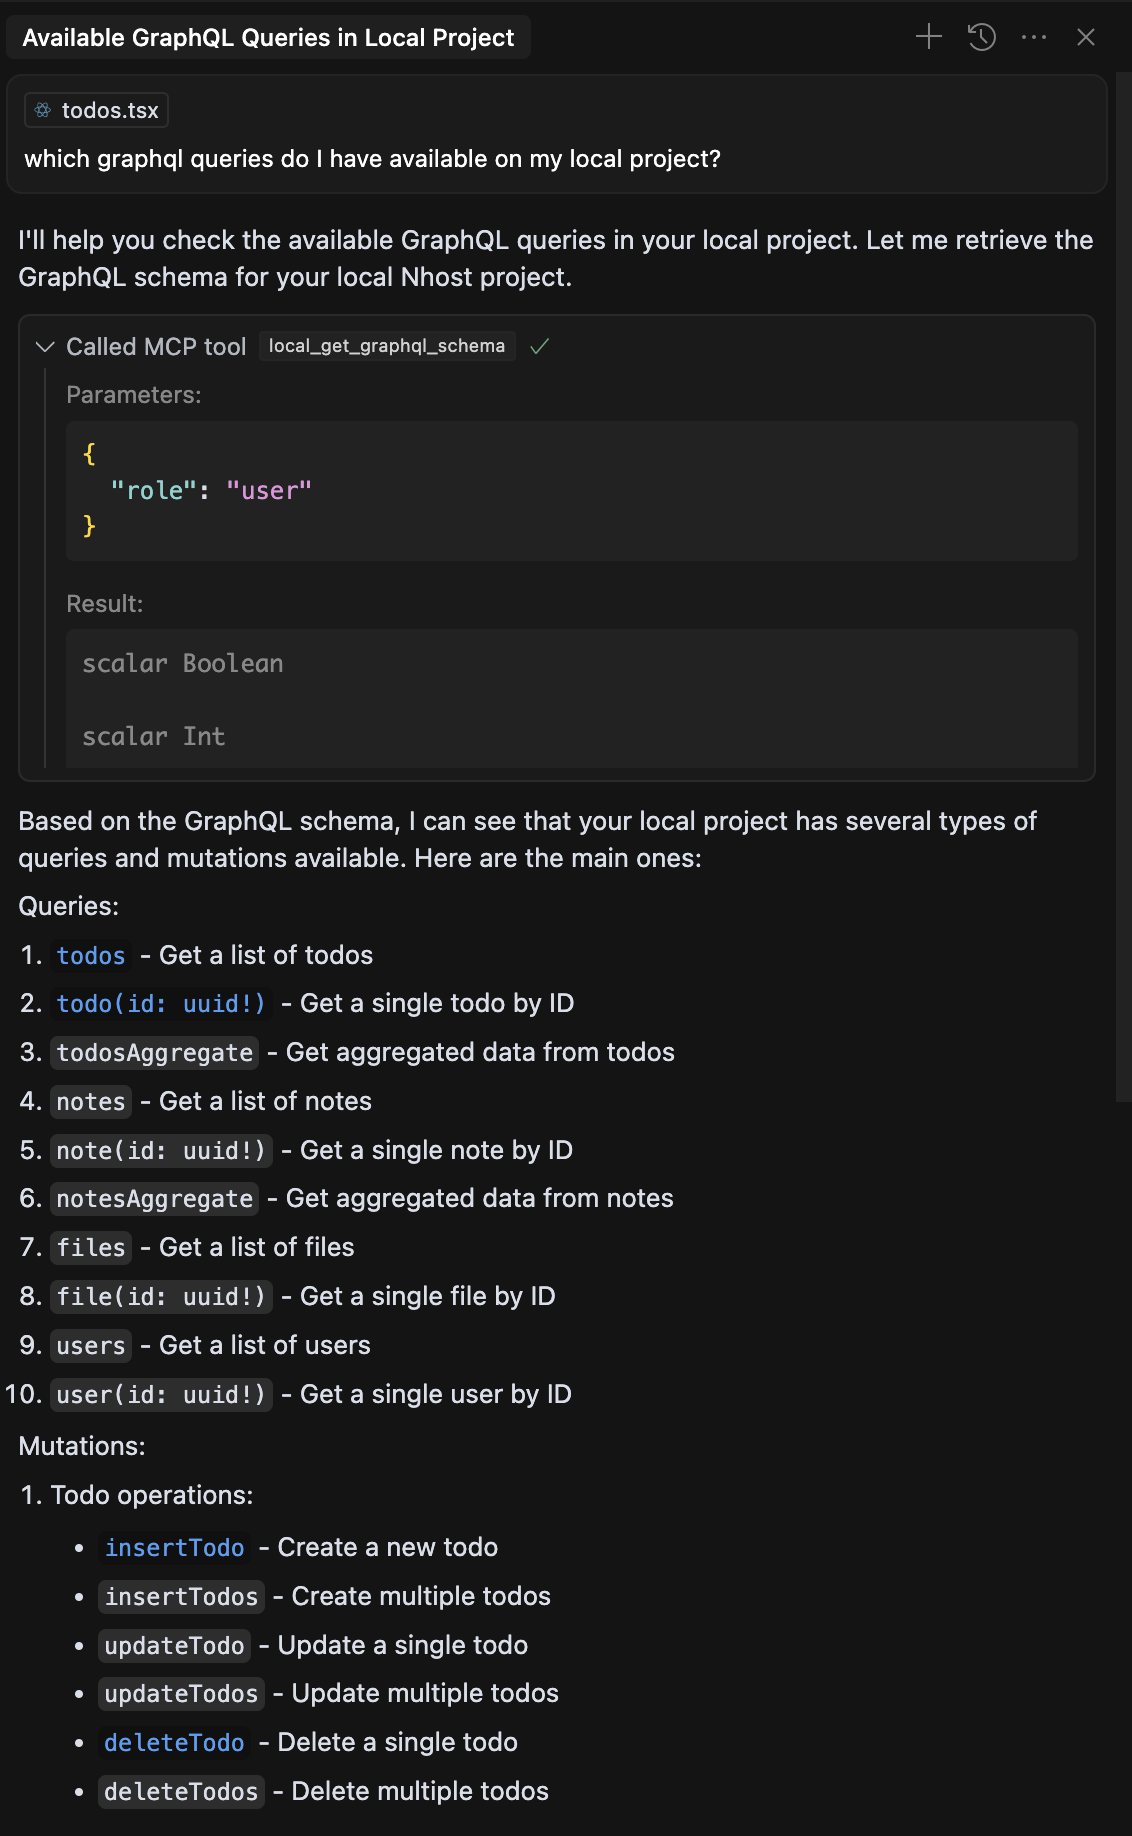 Available GraphQL Queries in Local Project
todos.tsx
which graphql queries do I have available on my local project?
I'll help you check the available GraphQL queries in your local project. Let me retrieve the
GraphQL schema for your local Nhost project.
Called MCP tool local_get_graphql_schema
Parameters:
{
"role": "user"
}
Result:
scalar Boolean
scalar Int
Based on the GraphQL schema, I can see that your local project has several types of
queries and mutations available. Here are the main ones:
Queries:
1. todos - Get a list of todos
2. todo(id: uuid!) - Get a single todo by ID
3. todosAggregate - Get aggregated data from todos
4. notes - Get a list of notes
5. note(id: uuid!) - Get a single note by ID
6. notesAggregate - Get aggregated data from notes
7. files - Get a list of files
8. file(id: uuid!) - Get a single file by ID
9. users - Get a list of users
10. user(id: uuid!) - Get a single user by ID
Mutations:
1. Todo operations:
• insertTodo - Create a new todo
• insertTodos - Create multiple todos
• updateTodo - Update a single todo
• updateTodos - Update multiple todos
• deleteTodo - Delete a single todo
• deleteTodos - Delete multiple todos